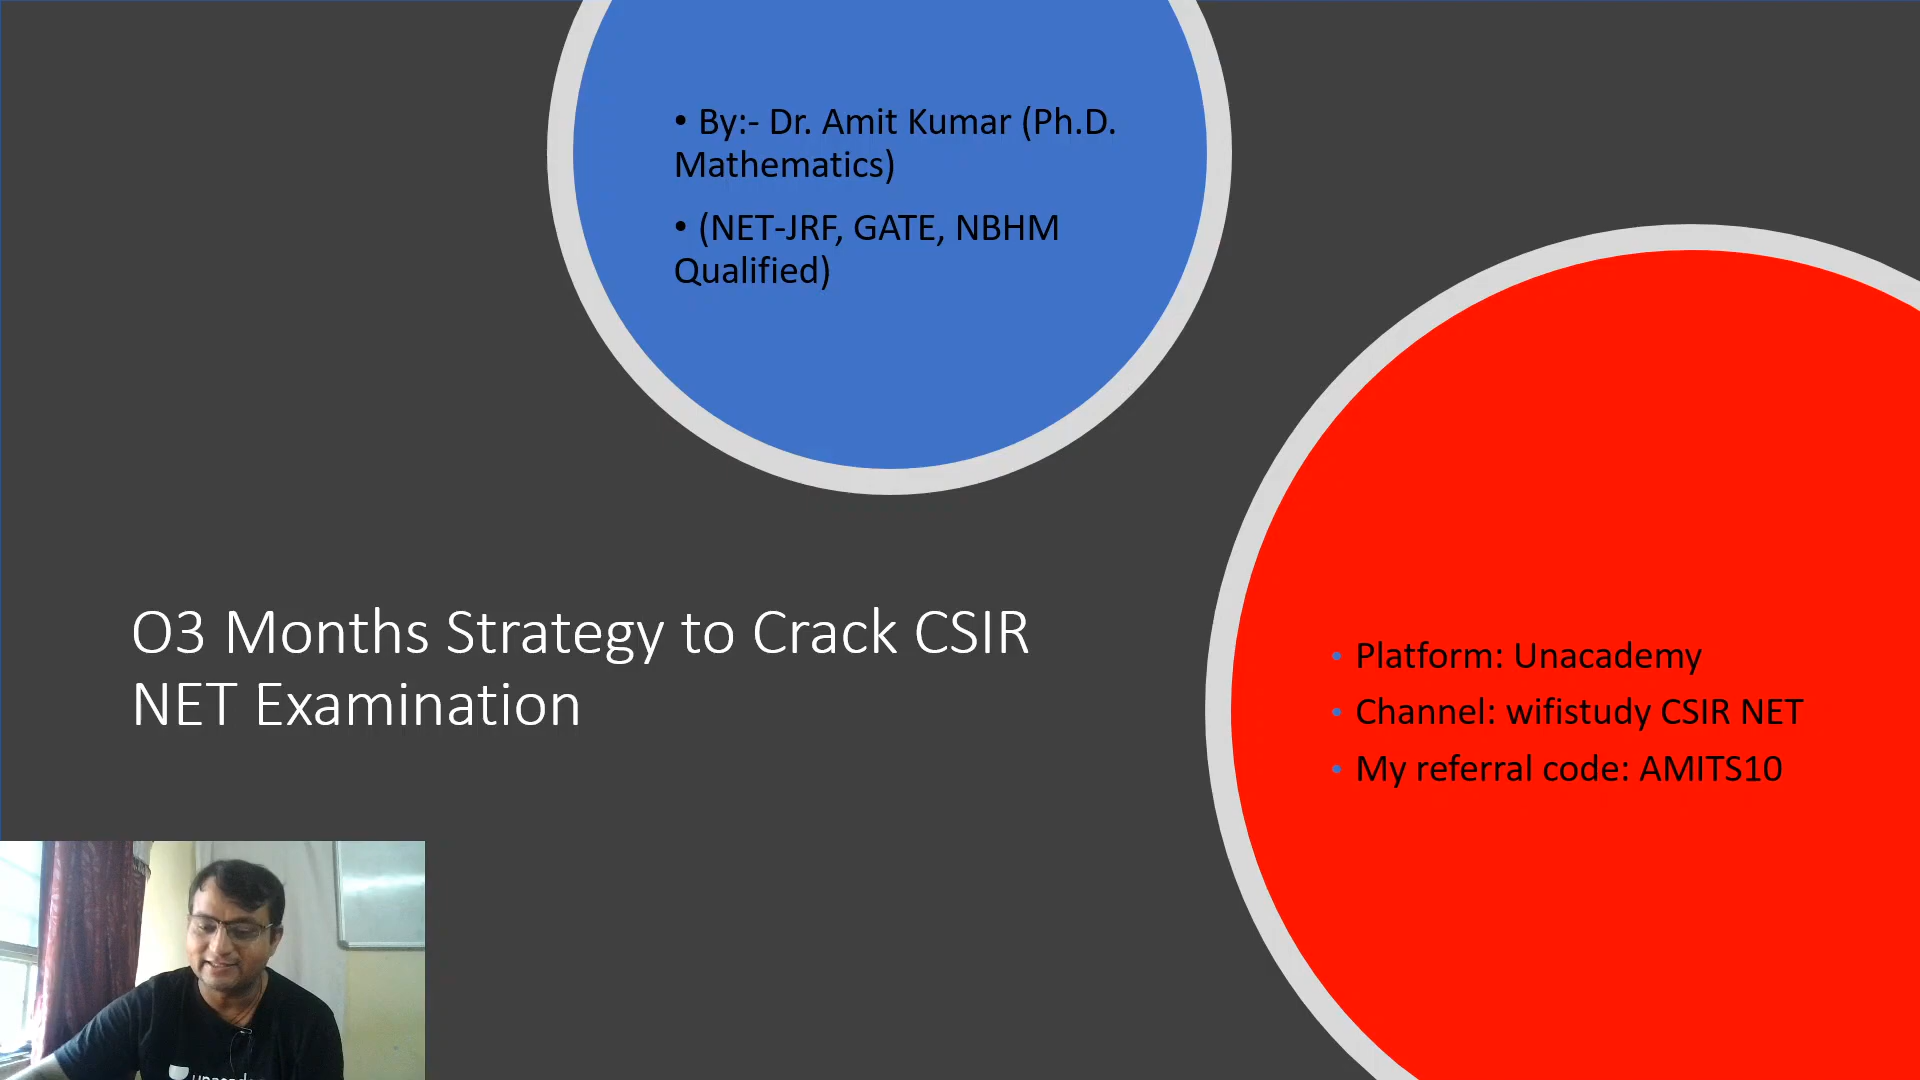 • By:- Dr. Amit Kumar (Ph.D.
Mathematics)
• (NET-JRF, GATE, NBHM
Qualified)
O3 Months Strategy to Crack CSIR
NET Examination
• Platform: Unacademy
• Channel: wifistudy CSIR NET
• My referral code: AMITS10